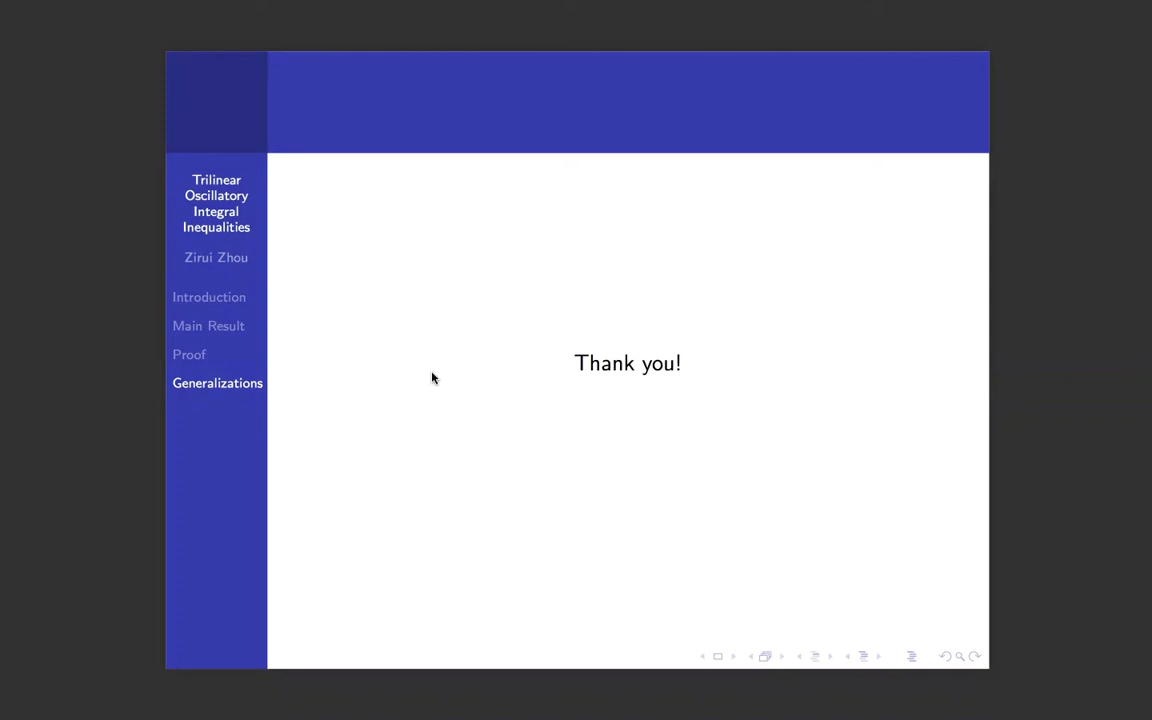 Trilinear
Oscillatory
Integral
Inequalities
Zirui Zhou
Introduction
Main Result
Proof
Generalizations
Thank you!